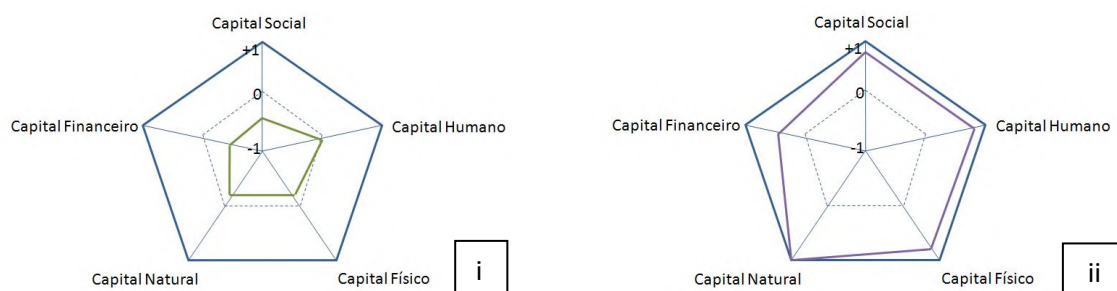 Capital Social
+1
0
Capital Financeiro
Capital Humano
-1
Capital Natural
Capital Físico
i
Capital Social
+1
0
Capital Financeiro
Capital Humano
-1
Capital Natural
Capital Físico
ii